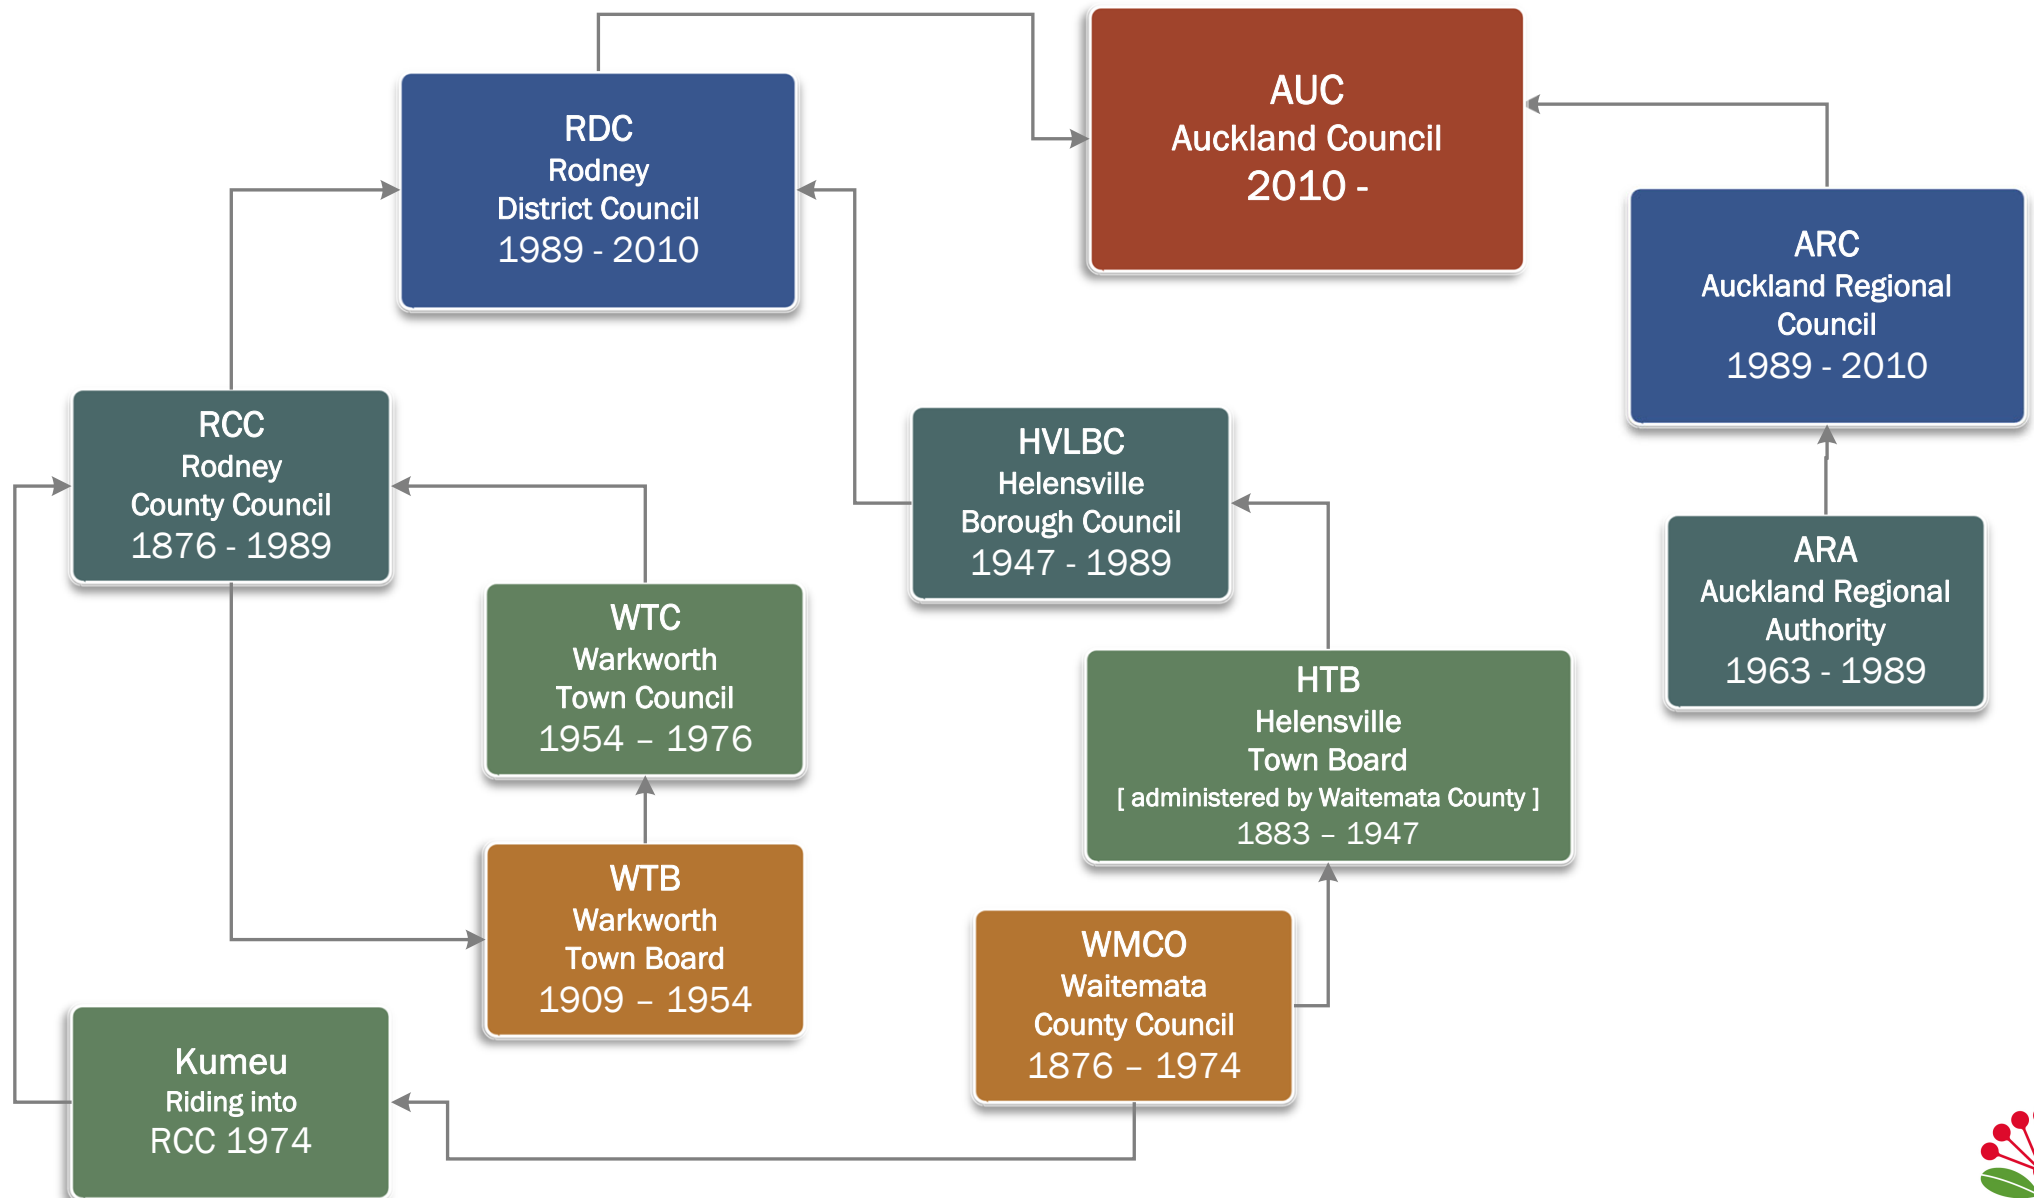 RDC
Rodney
District Council
1989 - 2010
AUC
Auckland Council
2010 -
ARC
Auckland Regional
Council
1989 - 2010
RCC
Rodney
County Council
1876 - 1989
HVLBC
Helensville
Borough Council
1947 - 1989
ARA
Auckland Regional
Authority
1963 - 1989
WTC
Warkworth
Town Council
1954 – 1976
HTB
Helensville
Town Board
[ administered by Waitemata County ]
1883 – 1947
WTB
Warkworth
Town Board
1909 – 1954
WMCO
Waitemata
County Council
1876 – 1974
Kumeu
Riding into
RCC 1974